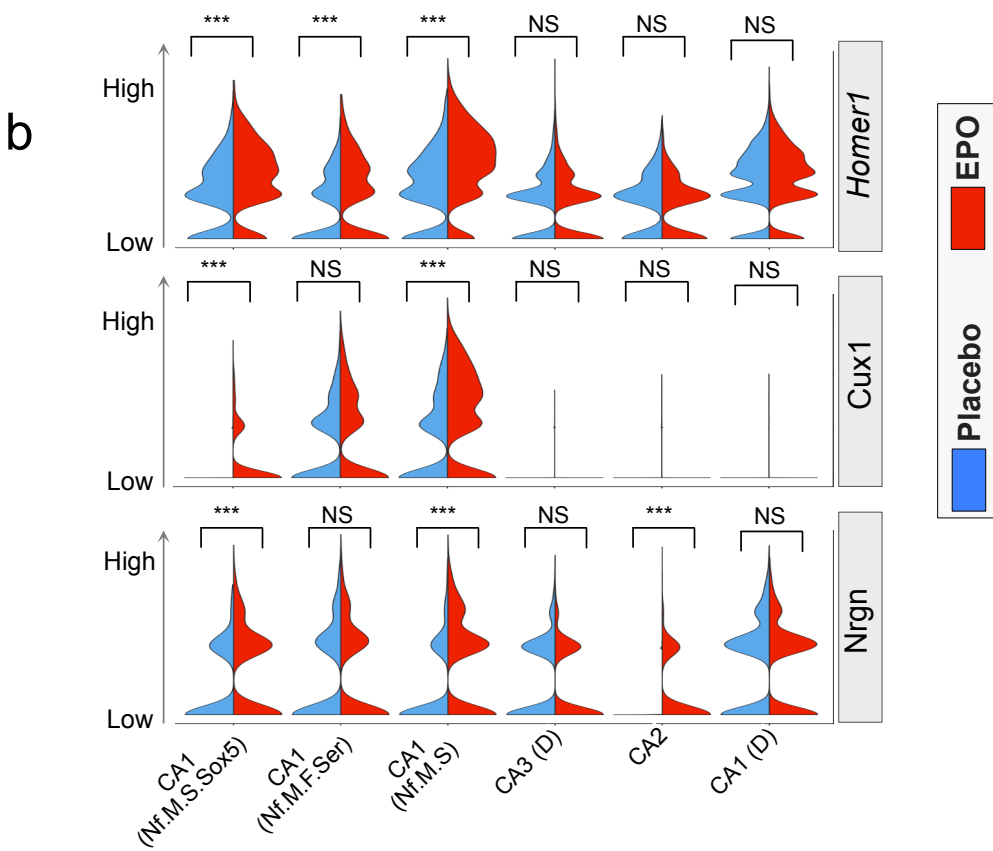 b
*** *** *** NS NS NS
High
Low
Homer1
*** NS *** NS NS NS
High
Low
Cux1
*** NS *** NS *** NS
High
Low
Nrgn
CA1
(Nf.M.S.Sox5)
CA1
(Nf.M.F.Ser)
CA1
(Nf.M.S)
CA3 (D)
CA2
CA1 (D)
Placebo
EPO